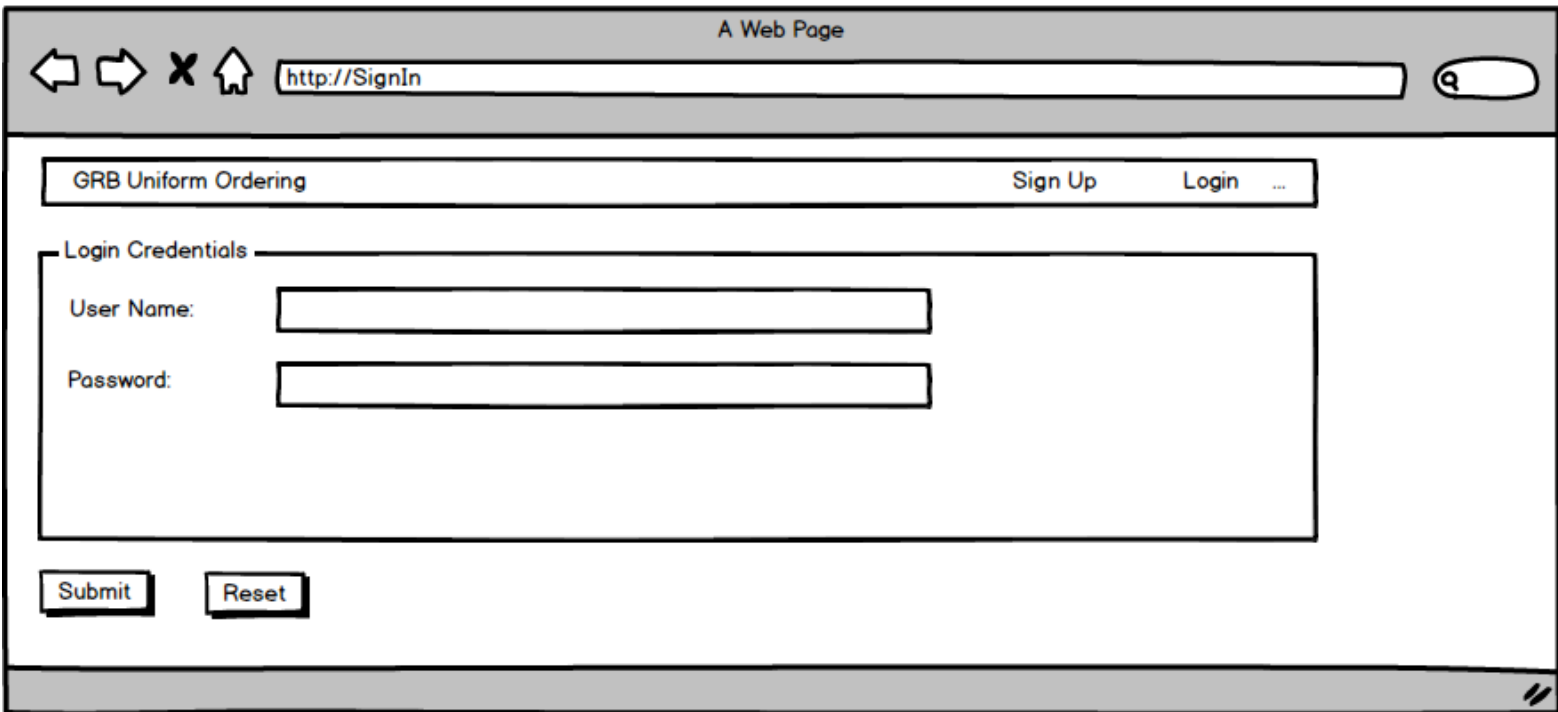 A Web Page
http://SignIn
GRB Uniform Ordering Sign Up Login ...
Login Credentials
User Name:
Password:
Submit Reset